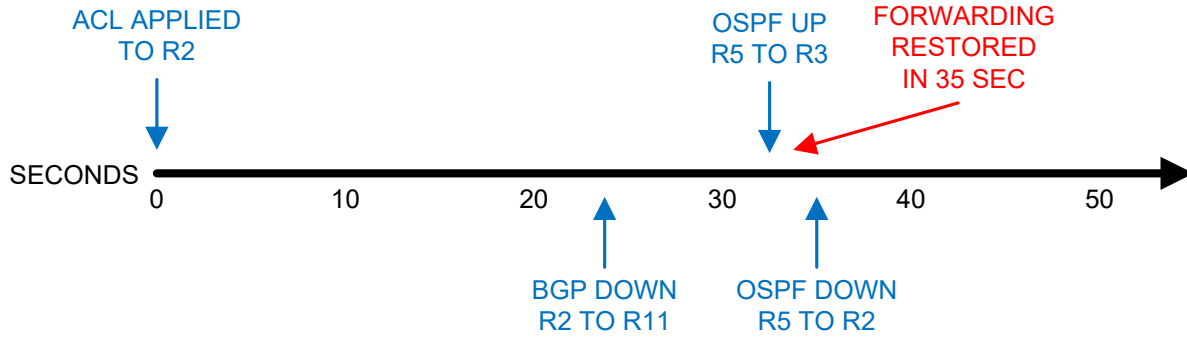 ACL APPLIED
TO R2
OSPF UP
R5 TO R3
FORWARDING
RESTORED
IN 35 SEC
SECONDS
0 10 20 30 40 50
BGP DOWN
R2 TO R11
OSPF DOWN
R5 TO R2